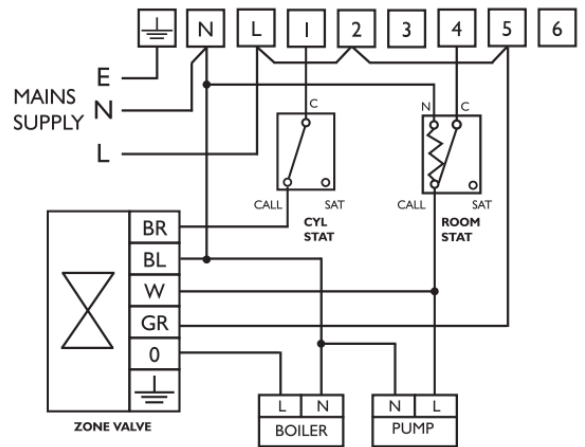 N L 1 2 3 4 5 6
E
MAINS
SUPPLY
N
L
C
N C
CALL SAT
CYL
STAT
CALL SAT
ROOM
STAT
BR
BL
W
GR
0
ZONE VALVE
L N
BOILER
N L
PUMP